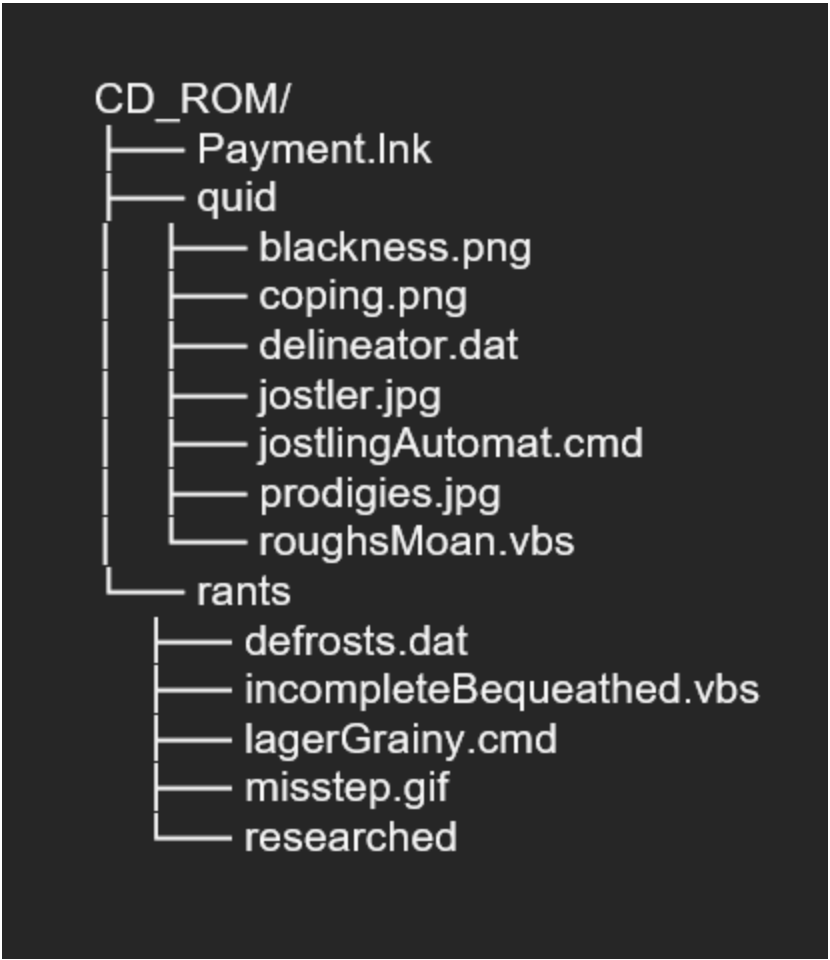 CD_ROM/
Payment.lnk
quid
blackness.png
coping.png
delineator.dat
jostler.jpg
jostlingAutomat.cmd
prodigies.jpg
roughsMoan.vbs
rants
defrosts.dat
incompleteBequeathed.vbs
lagerGrainy.cmd
misstep.gif
researched